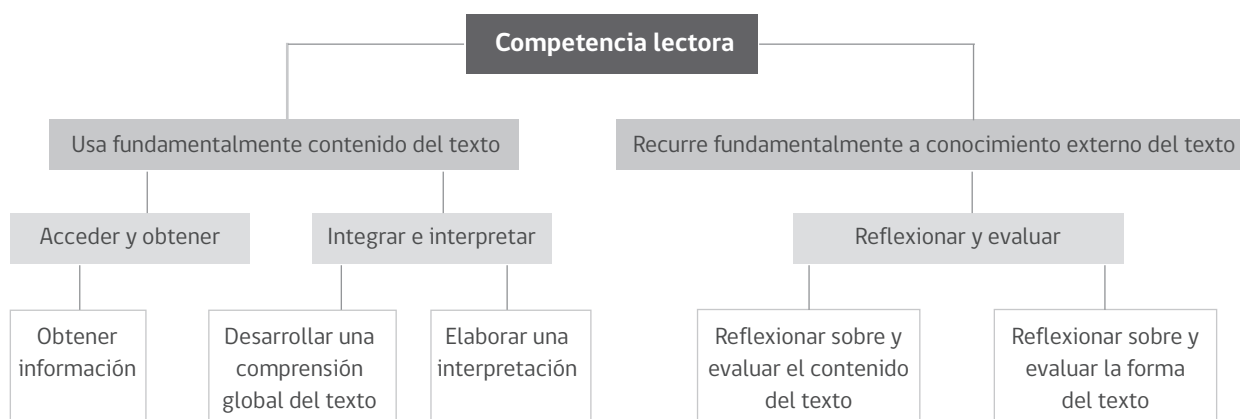 Competencia lectora
Usa fundamentalmente contenido del texto
Recurre fundamentalmente a conocimiento externo del texto
Acceder y obtener
Integrar e interpretar
Reflexionar y evaluar
Obtener
información
Desarrollar una
comprensión
global del texto
Elaborar una
interpretación
Reflexionar sobre y
evaluar el contenido
del texto
Reflexionar sobre y
evaluar la forma
del texto